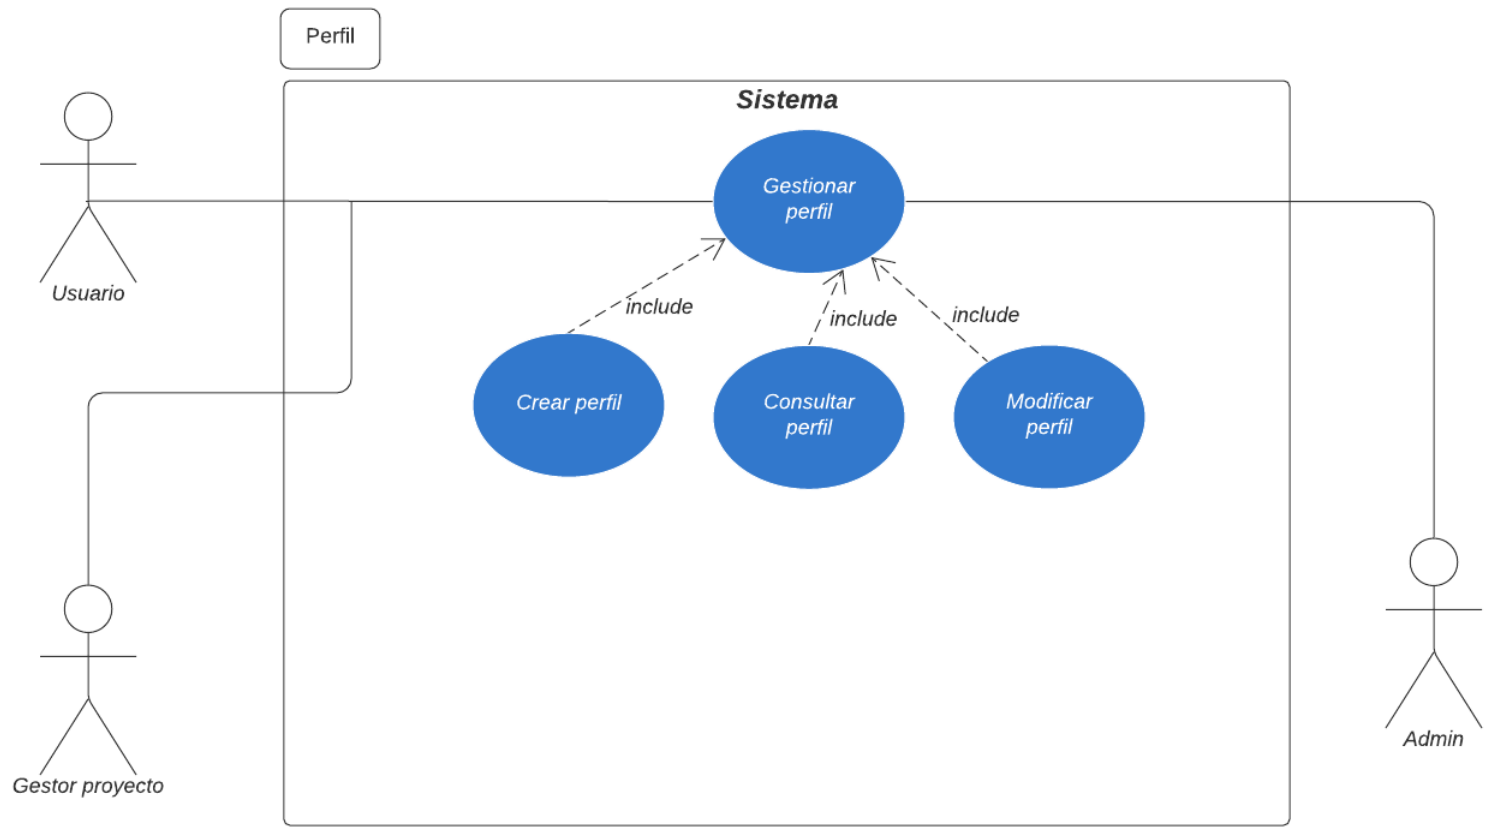 Perfil
Sistema
Gestionar
perfil
Usuario
include
include
include
Crear perfil
Consultar
perfil
Modificar
perfil
Admin
Gestor proyecto